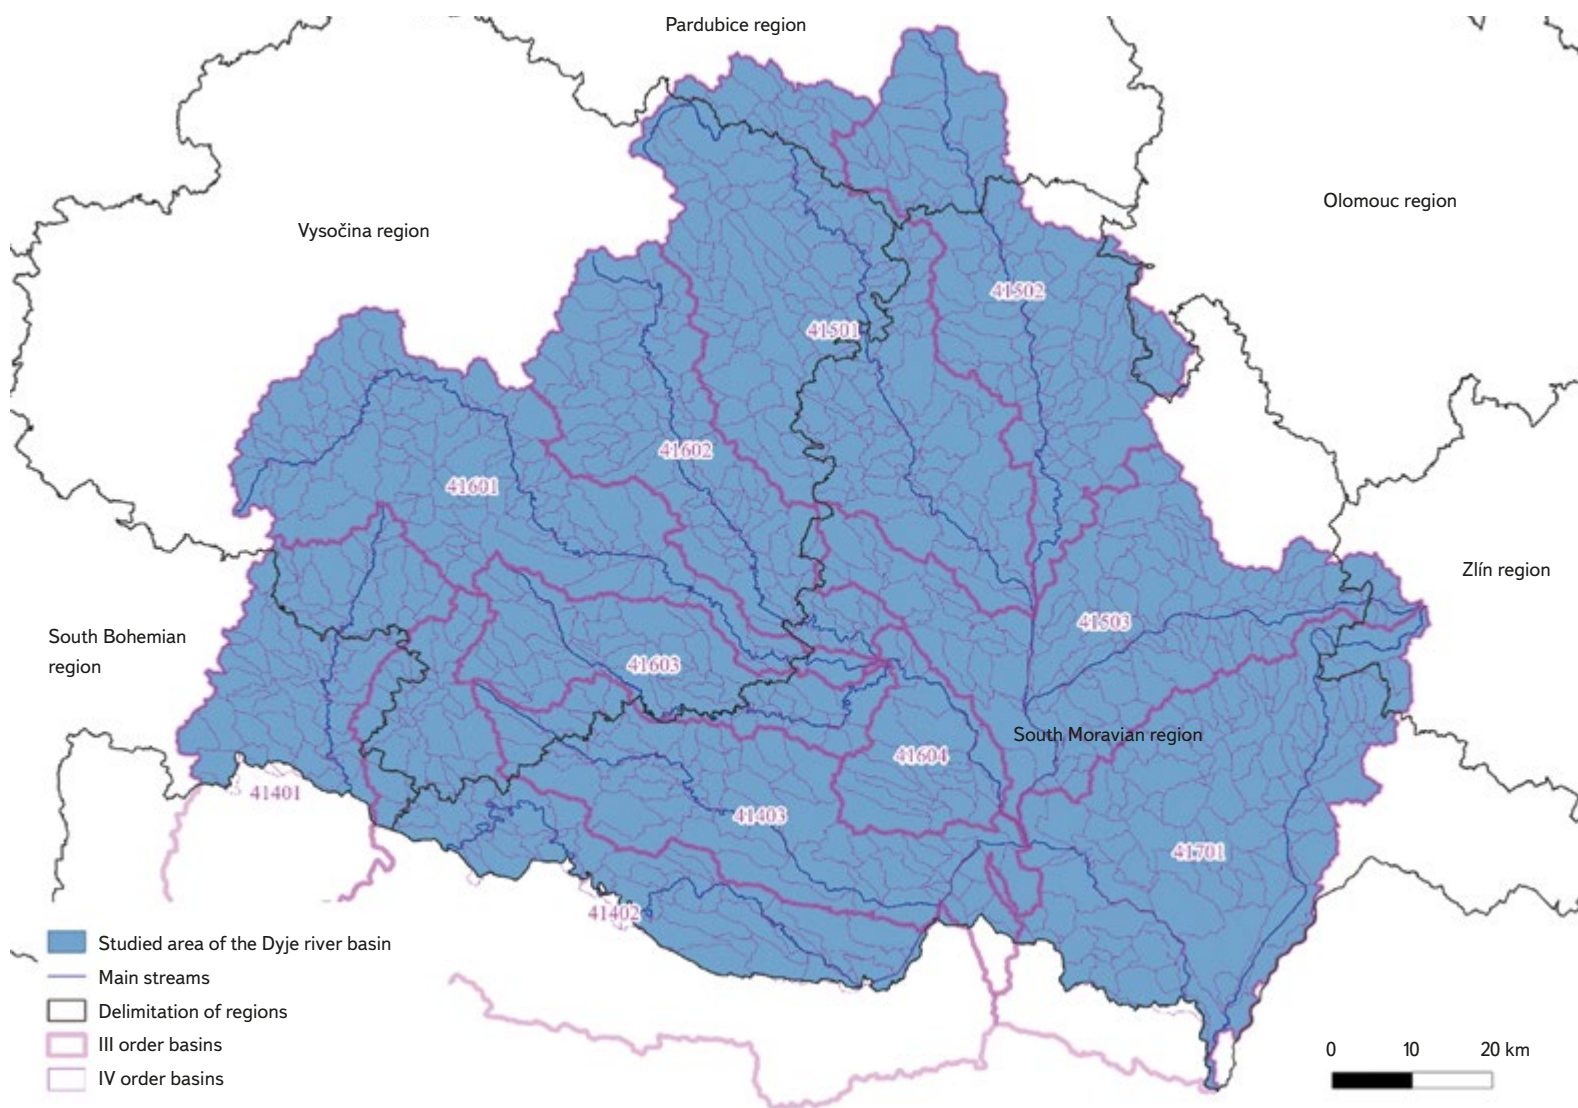 Pardubice region
Olomouc region
Vysočina region
41502
41501
41602
41601
Zlín region
41503
South Bohemian
region
41603
South Moravian region
41604
41401
41403
41701
41402
Studied area of the Dyje river basin
Main streams
Delimitation of regions
III order basins
IV order basins
0 10 20 km